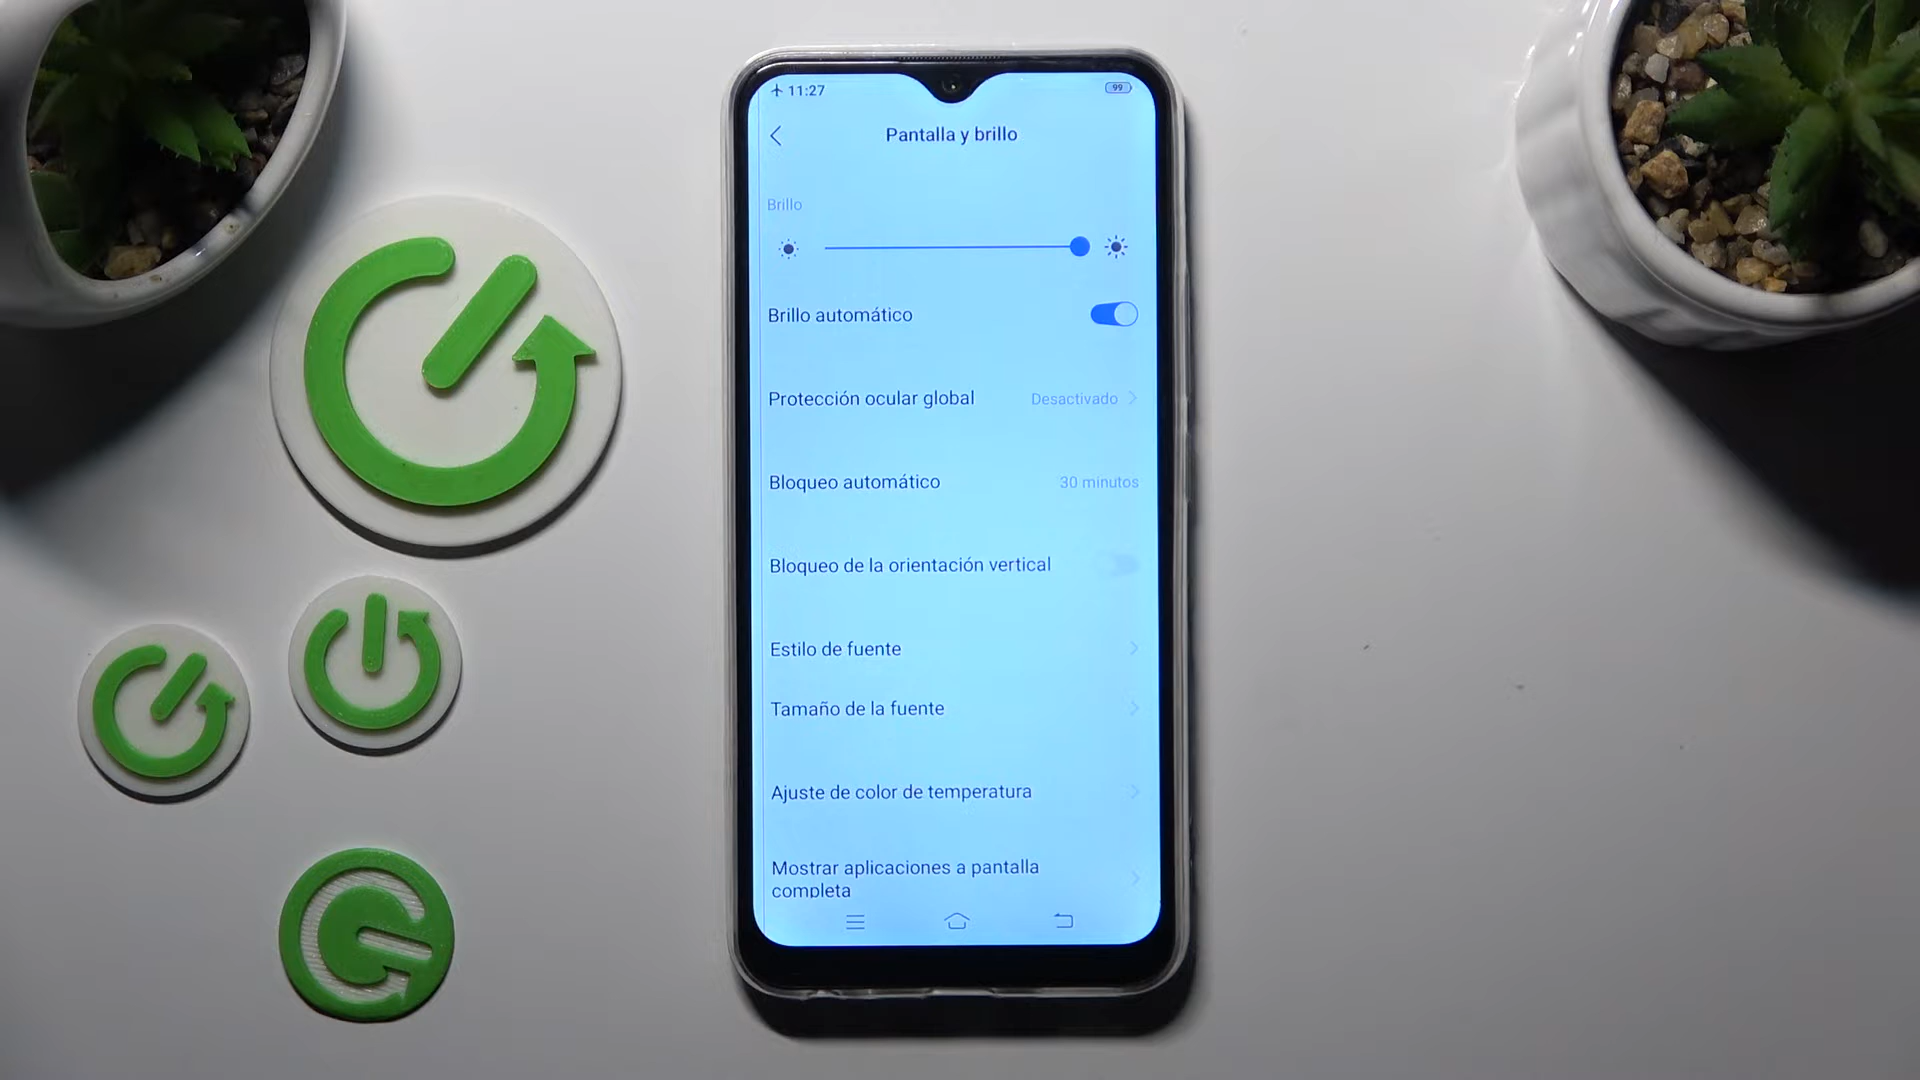 11:27
99
Pantalla y brillo
Brillo
Brillo automático
Protección ocular global Desactivado
Bloqueo automático 30 minutos
Bloqueo de la orientación vertical
Estilo de fuente
Tamaño de la fuente
Ajuste de color de temperatura
Mostrar aplicaciones a pantalla
completa